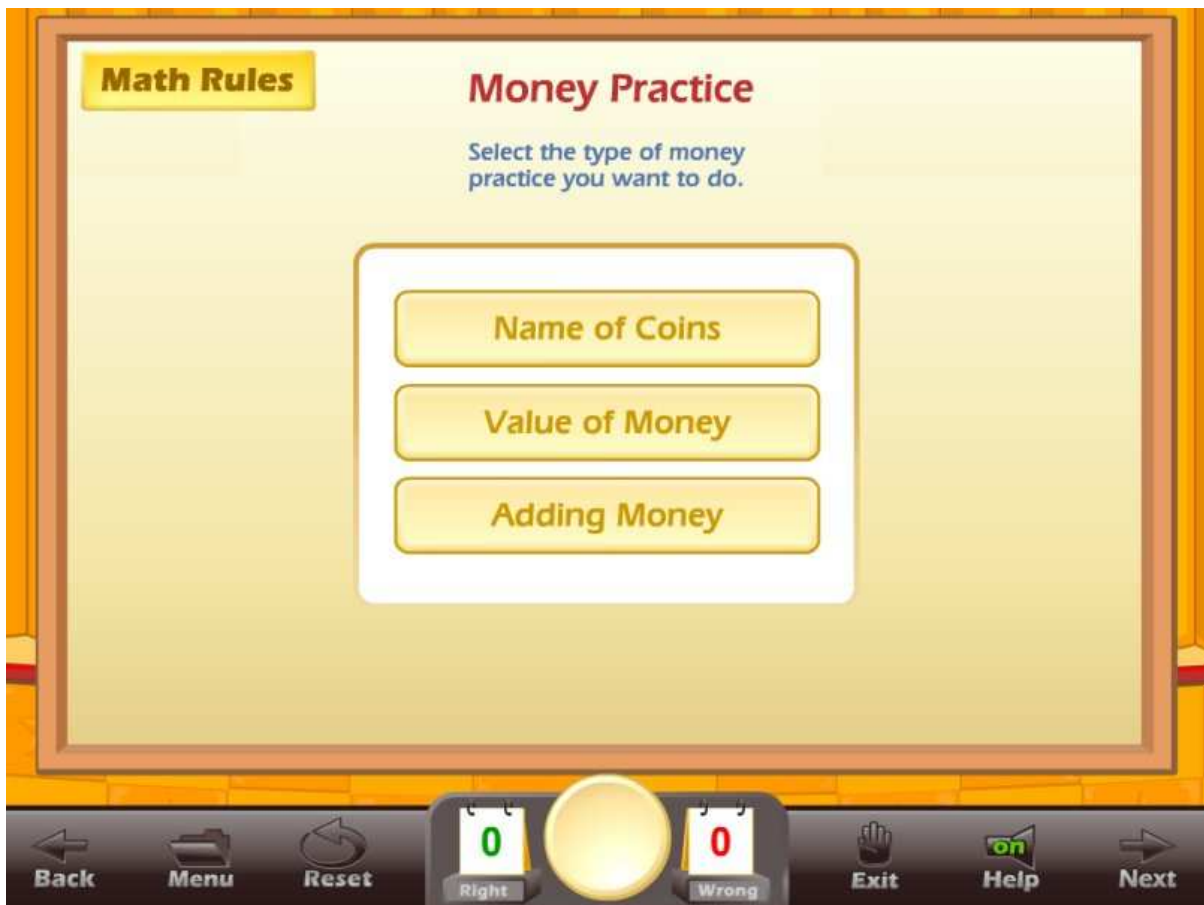 Math Rules
Money Practice
Select the type of money
practice you want to do.
Name of Coins
Value of Money
Adding Money
Back
Menu
Reset
0
Right
0
Wrong
Exit
on
Help
Next